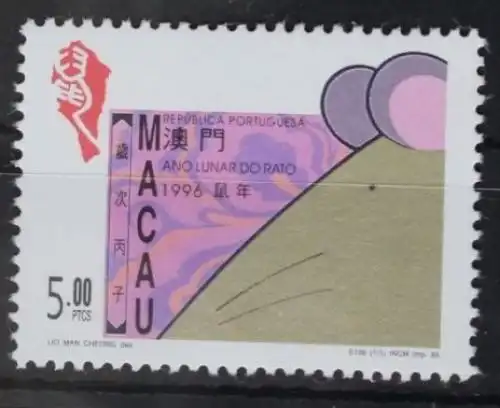 REPÚBLICA PORTUGUESA
澳門
ANO LUNAR DO RATO
1996 鼠年
MACAU
歲次丙子
5.00
PTCS
LIO MAN CHEONG